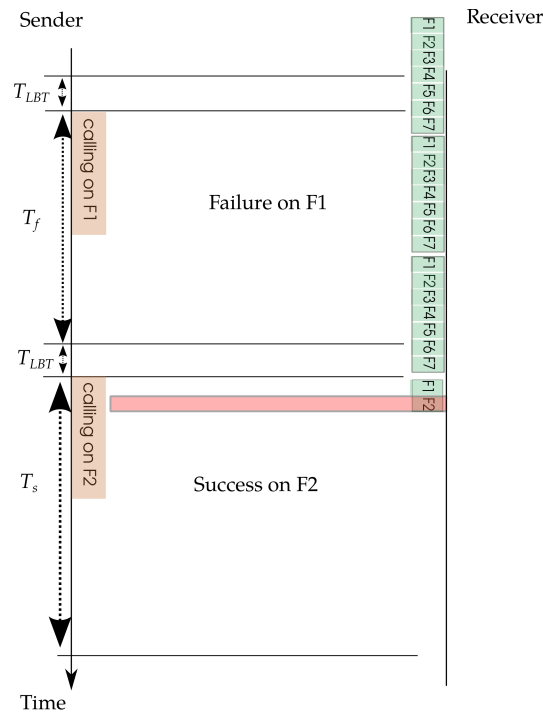 Sender
Receiver
F1
F2
F3
F4
F5
F6
F7
T_LBT
calling on F1
F1
F2
F3
F4
F5
F6
F7
T_f
Failure on F1
F1
F2
F3
F4
F5
F6
F7
T_LBT
calling on F2
F1
F2
T_s
Success on F2
Time